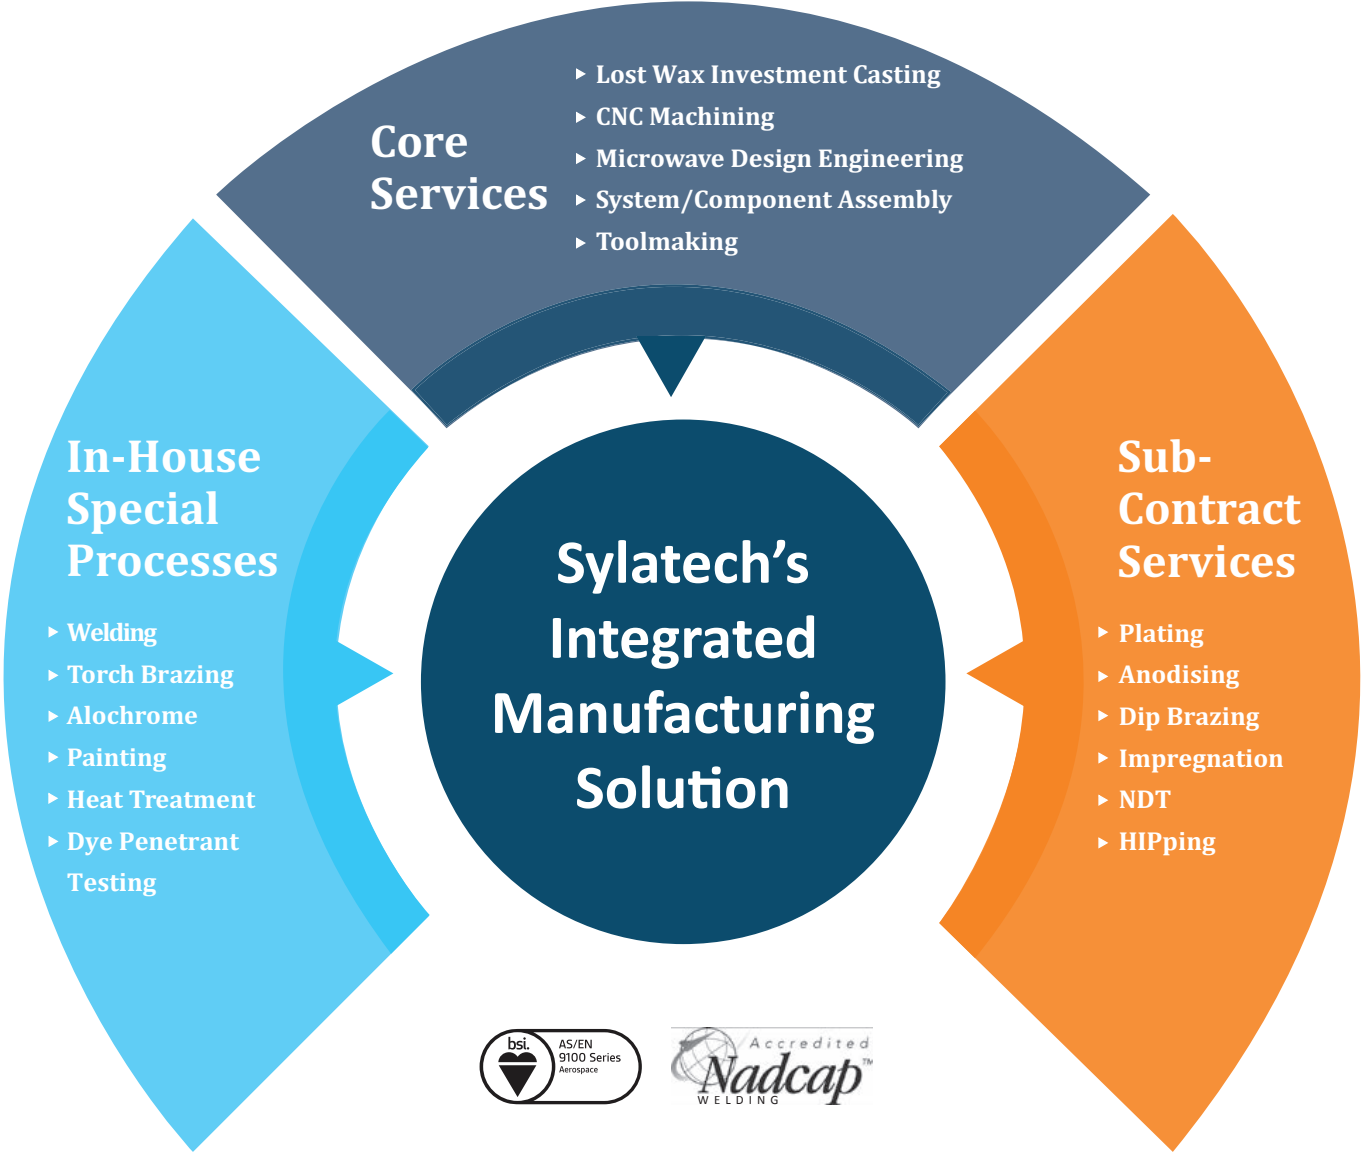 Core
Services
Lost Wax Investment Casting
CNC Machining
Microwave Design Engineering
System/Component Assembly
Toolmaking
In-House
Special
Processes
Welding
Torch Brazing
Alochrome
Painting
Heat Treatment
Dye Penetrant
Testing
Sylatech’s
Integrated
Manufacturing
Solution
Sub-
Contract
Services
Plating
Anodising
Dip Brazing
Impregnation
NDT
HIPping
bsi.
AS/EN
9100 Series
Aerospace
Accredited
Nadcap™
WELDING